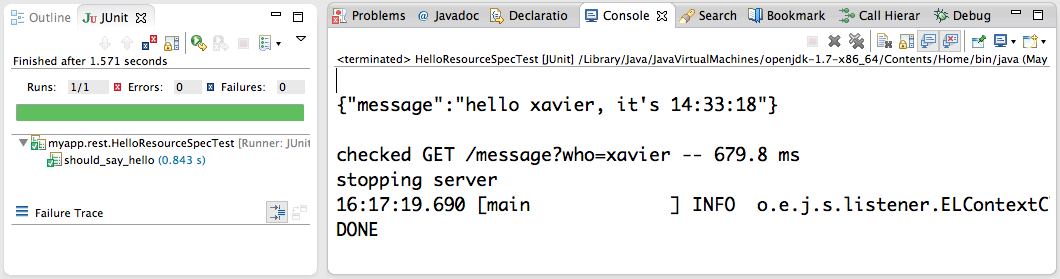 Outline JUnit
Finished after 1.571 seconds
Runs: 1/1 Errors: 0 Failures: 0
myapp.rest.HelloResourceSpecTest [Runner: JUnit
should_say_hello (0.843 s)
Failure Trace
Problems @ Javadoc Declaratio Console Search Bookmark Call Hierar Debug
<terminated> HelloResourceSpecTest [JUnit] /Library/Java/JavaVirtualMachines/openjdk-1.7-x86_64/Contents/Home/bin/java (May
{"message":"hello xavier, it's 14:33:18"}
checked GET /message?who=xavier -- 679.8 ms
stopping server
16:17:19.690 [main ] INFO o.e.j.s.listener.ELContextCl
DONE